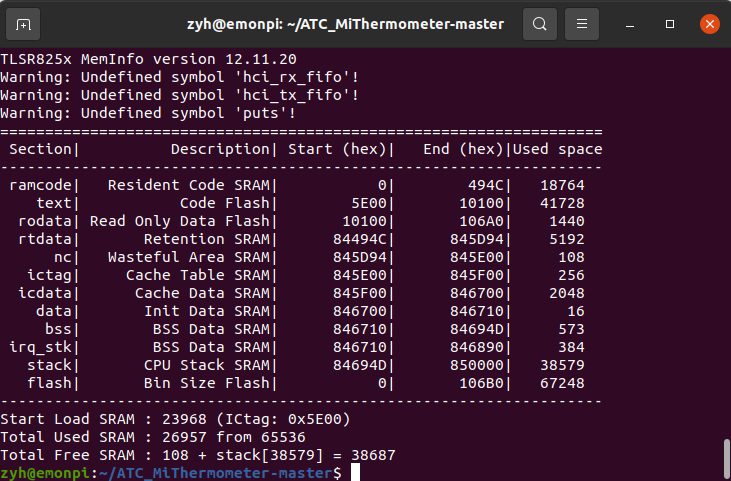 zyh@emonpi: ~/ATC_MiThermometer-master
TLSR825x MemInfo version 12.11.20
Warning: Undefined symbol 'hci_rx_fifo'!
Warning: Undefined symbol 'hci_tx_fifo'!
Warning: Undefined symbol 'puts'!
===================================================================
Section|          Description| Start (hex)|   End (hex)|Used space
-------------------------------------------------------------------
ramcode|   Resident Code SRAM|           0|        494C|   18764
text|           Code Flash|        5E00|       10100|   41728
rodata| Read Only Data Flash|       10100|       106A0|   1440
rtdata|       Retention SRAM|      84494C|      845D94|   5192
nc|   Wasteful Area SRAM|      845D94|      845E00|   108
ictag|     Cache Table SRAM|      845E00|      845F00|   256
icdata|      Cache Data SRAM|      845F00|      846700|   2048
data|       Init Data SRAM|      846700|      846710|   16
bss|        BSS Data SRAM|      846710|      84694D|   573
irq_stk|        BSS Data SRAM|      846710|      846890|   384
stack|       CPU Stack SRAM|      84694D|      850000|   38579
flash|       Bin Size Flash|           0|       106B0|   67248
-------------------------------------------------------------------
Start Load SRAM : 23968 (ICtag: 0x5E00)
Total Used SRAM : 26957 from 65536
Total Free SRAM : 108 + stack[38579] = 38687
zyh@emonpi:~/ATC_MiThermometer-master$